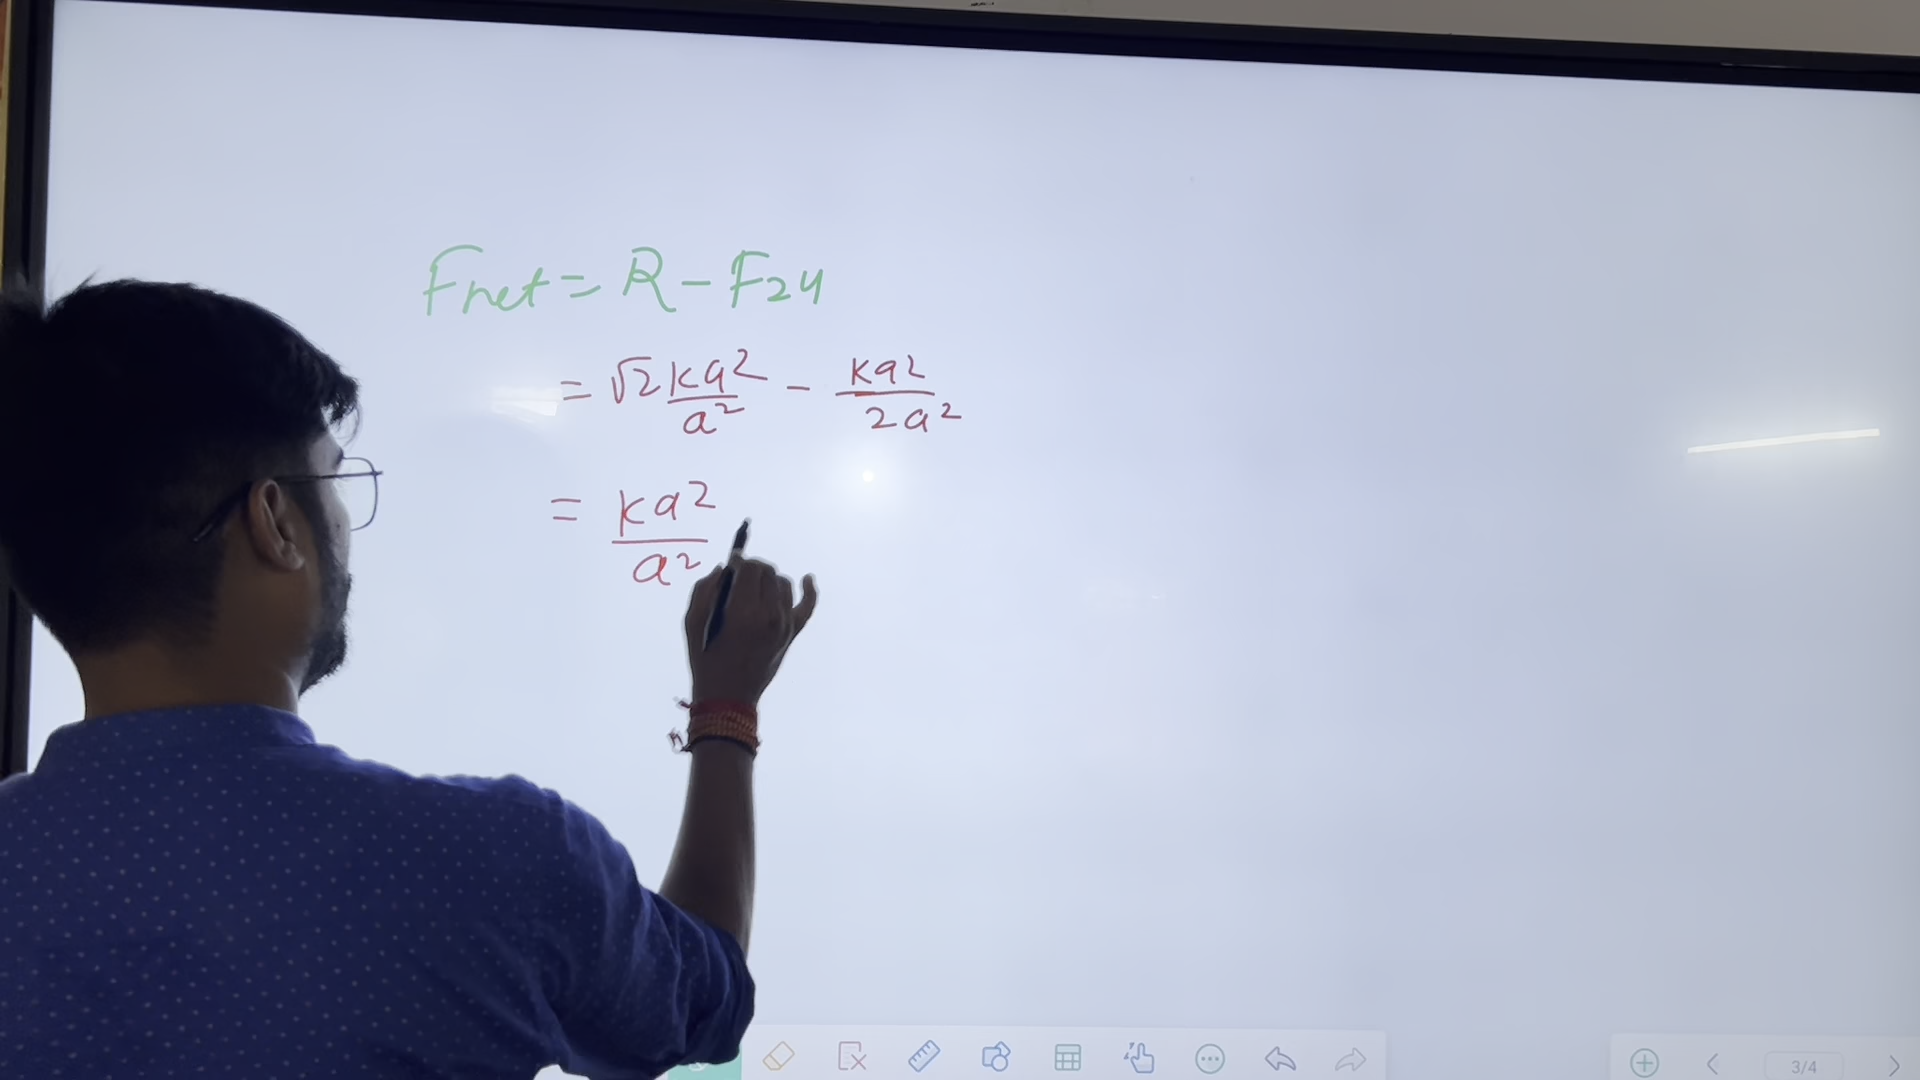 Fnet = R - F24
= √2 kq²/a² - kq²/2a²
= kq²/a²
3/4